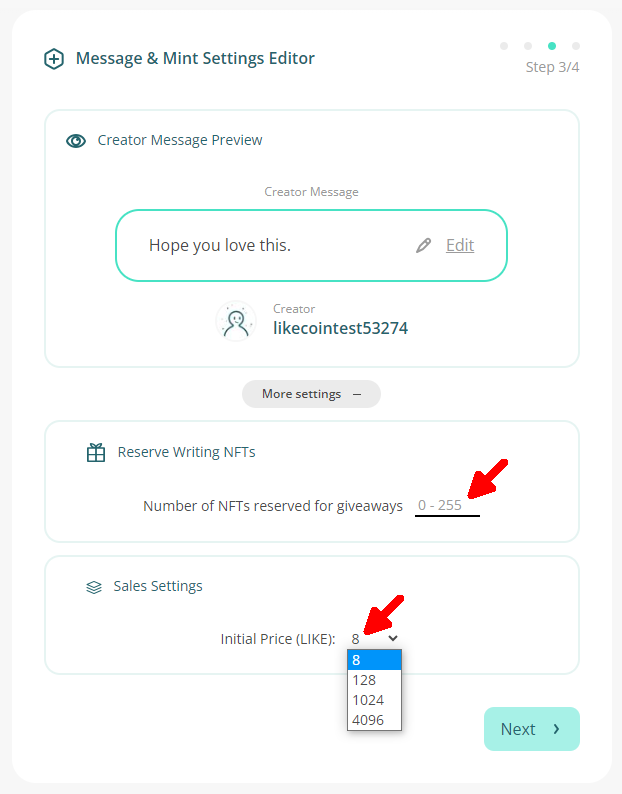 Message & Mint Settings Editor
Step 3/4
Creator Message Preview
Creator Message
Hope you love this.
Edit
Creator
likecointest53274
More settings –
Reserve Writing NFTs
Number of NFTs reserved for giveaways 0 - 255
Sales Settings
Initial Price (LIKE): 8
8
128
1024
4096
Next